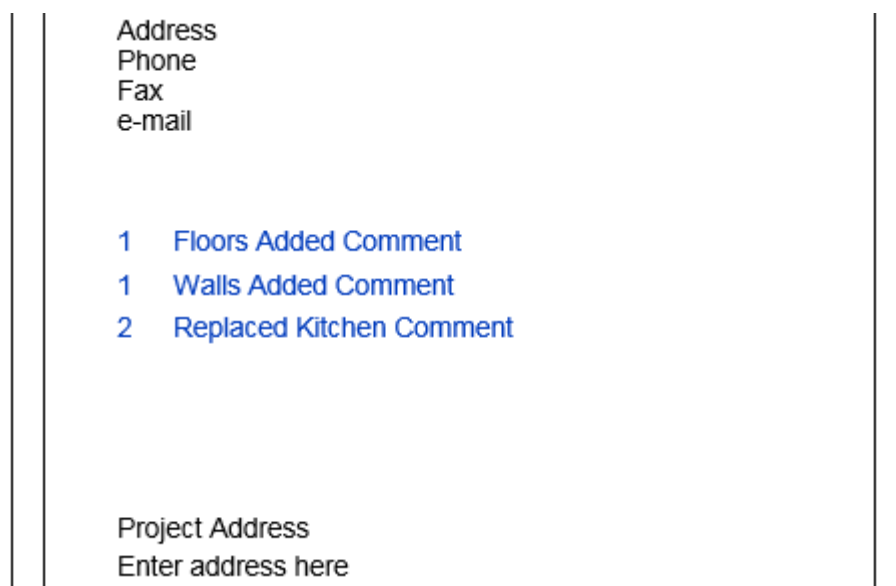 Address
Phone
Fax
e-mail
1 Floors Added Comment
1 Walls Added Comment
2 Replaced Kitchen Comment
Project Address
Enter address here